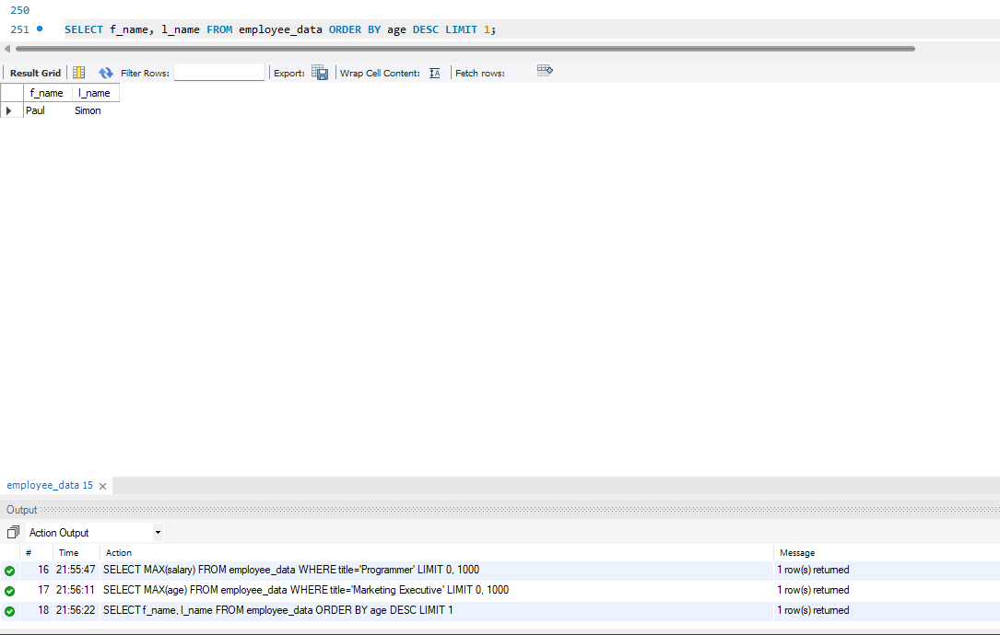 250
251 SELECT f_name, l_name FROM employee_data ORDER BY age DESC LIMIT 1;
Result Grid Filter Rows: Export: Wrap Cell Content: Fetch rows:
f_name l_name
Paul Simon
employee_data 15
Output
Action Output
# Time Action Message
16 21:55:47 SELECT MAX(salary) FROM employee_data WHERE title='Programmer' LIMIT 0, 1000 1 row(s) returned
17 21:56:11 SELECT MAX(age) FROM employee_data WHERE title='Marketing Executive' LIMIT 0, 1000 1 row(s) returned
18 21:56:22 SELECT f_name, l_name FROM employee_data ORDER BY age DESC LIMIT 1 1 row(s) returned